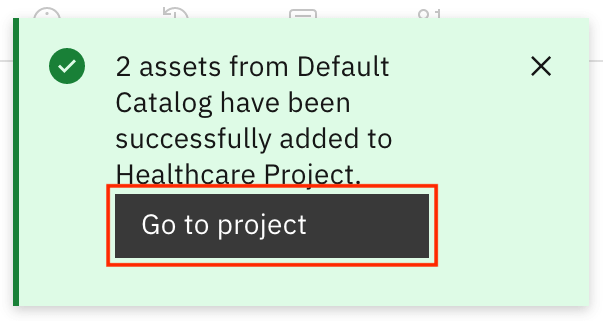 2 assets from Default
Catalog have been
successfully added to
Healthcare Project.
Go to project